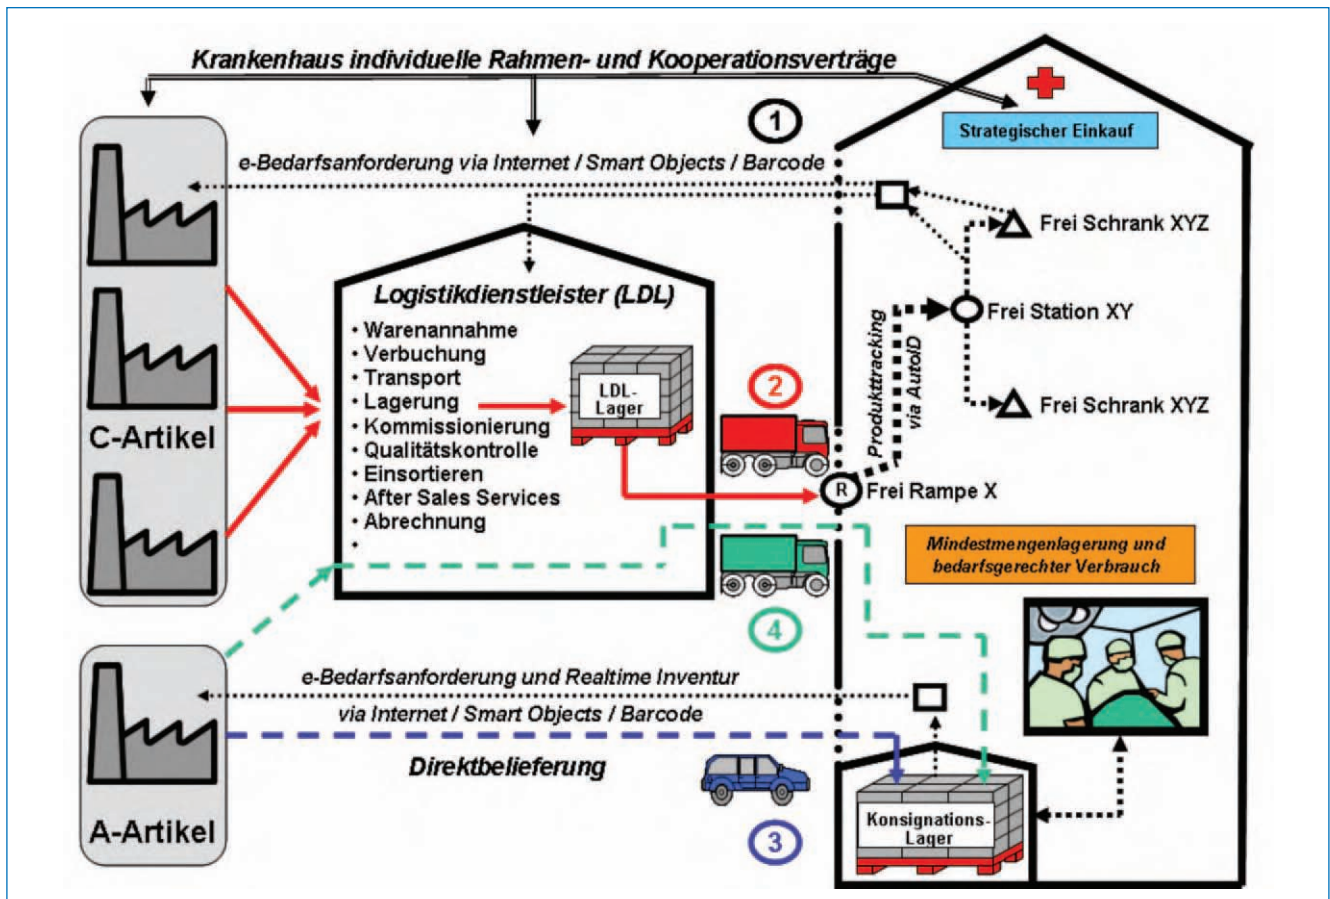 Krankenhaus individuelle Rahmen- und Kooperationsverträge
1
Strategischer Einkauf
e-Bedarfsanforderung via Internet / Smart Objects / Barcode
Frei Schrank XYZ
Logistikdienstleister (LDL)
• Warenannahme
• Verbuchung
• Transport
• Lagerung
• Kommissionierung
• Qualitätskontrolle
• Einsortieren
• After Sales Services
• Abrechnung
•
LDL-
Lager
C-Artikel
2
Produkttracking
via AutoID
Frei Station XY
Frei Schrank XYZ
R
Frei Rampe X
Mindestmengenlagerung und
bedarfsgerechter Verbrauch
4
e-Bedarfsanforderung und Realtime Inventur
via Internet / Smart Objects / Barcode
Direktbelieferung
A-Artikel
3
Konsignations-
Lager